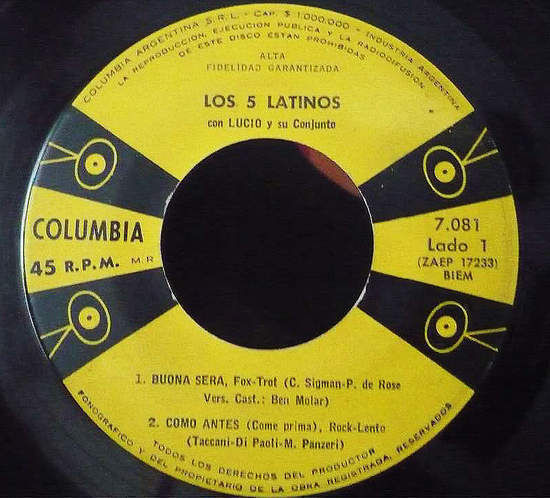 COLUMBIA ARGENTINA S.R.L. - CAP. $ 1.000.000 - INDUSTRIA ARGENTINA
LA REPRODUCCION, EJECUCION PUBLICA Y LA RADIODIFUSION
DE ESTE DISCO ESTAN PROHIBIDAS
ALTA
FIDELIDAD GARANTIZADA
LOS 5 LATINOS
con LUCIO y su Conjunto
COLUMBIA
45 R.P.M. M R
7.081
Lado 1
(ZAEP 17233)
BIEM
1. BUONA SERA, Fox-Trot (C. Sigman-P. de Rose
Vers. Cast.: Ben Molar)
2. COMO ANTES (Come prima), Rock-Lento
(Taccani-Di Paoli-M. Panzeri)
TODOS LOS DERECHOS DEL PRODUCTOR
FONOGRAFICO Y DEL PROPIETARIO DE LA OBRA REGISTRADA, RESERVADOS